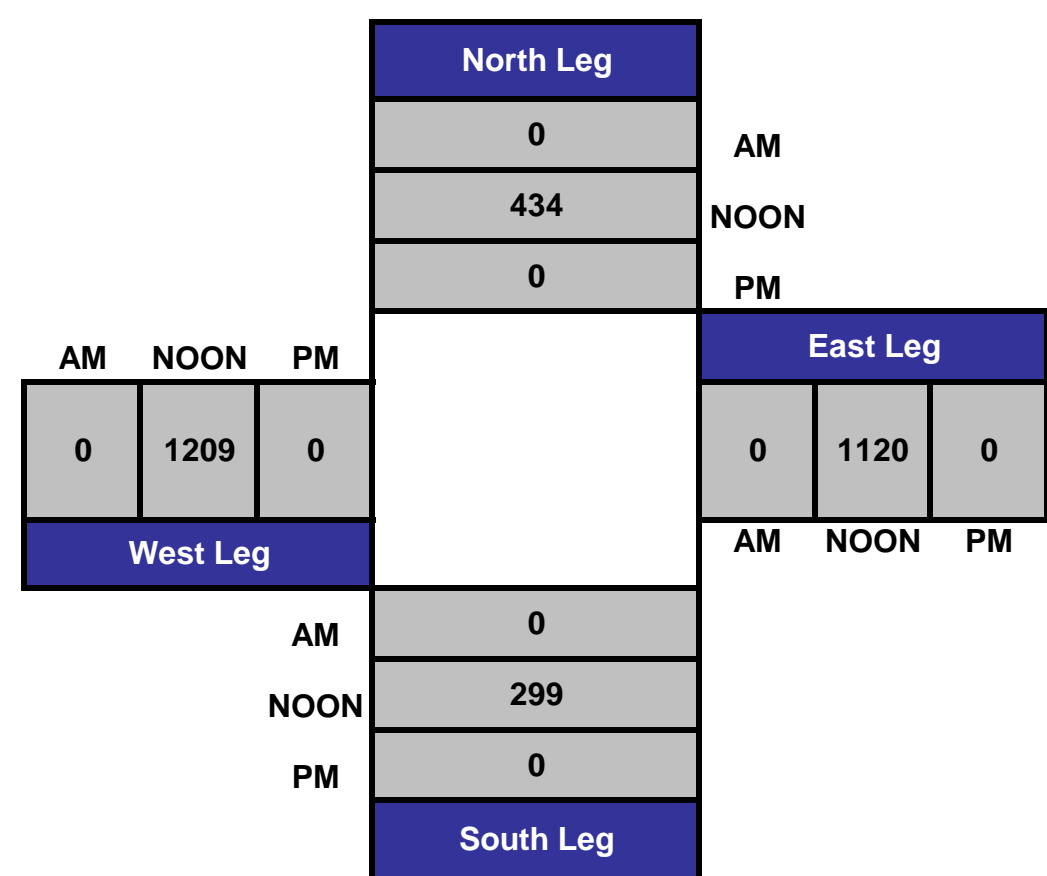 North Leg
0
AM
434
NOON
0
PM
AM NOON PM
East Leg
0 1209 0
0 1120 0
West Leg
AM NOON PM
AM
0
NOON
299
PM
0
South Leg